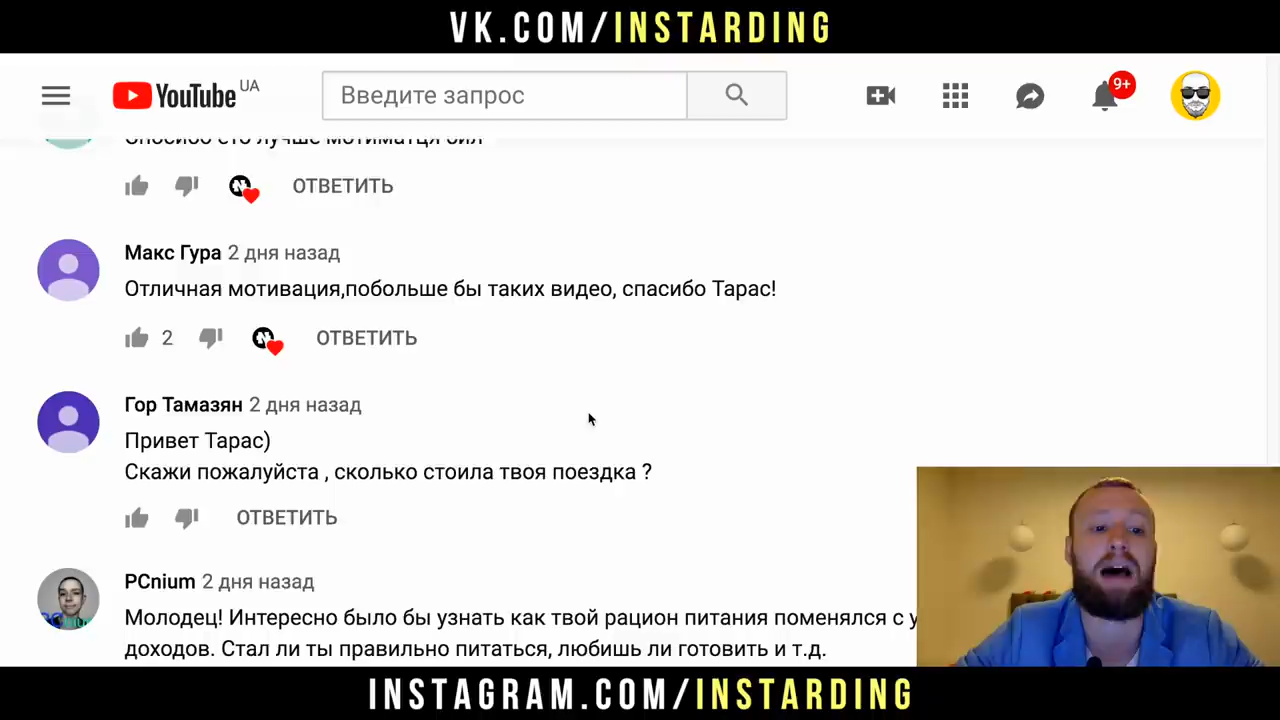 VK.COM/INSTARDING
YouTube UA
Введите запрос
9+
ОТВЕТИТЬ
Макс Гура 2 дня назад
Отличная мотивация,побольше бы таких видео, спасибо Тарас!
2
ОТВЕТИТЬ
Гор Тамазян 2 дня назад
Привет Тарас)
Скажи пожалуйста , сколько стоила твоя поездка ?
ОТВЕТИТЬ
PCnium 2 дня назад
Молодец! Интересно было бы узнать как твой рацион питания поменялся с
доходов. Стал ли ты правильно питаться, любишь ли готовить и т.д.
INSTAGRAM.COM/INSTARDING